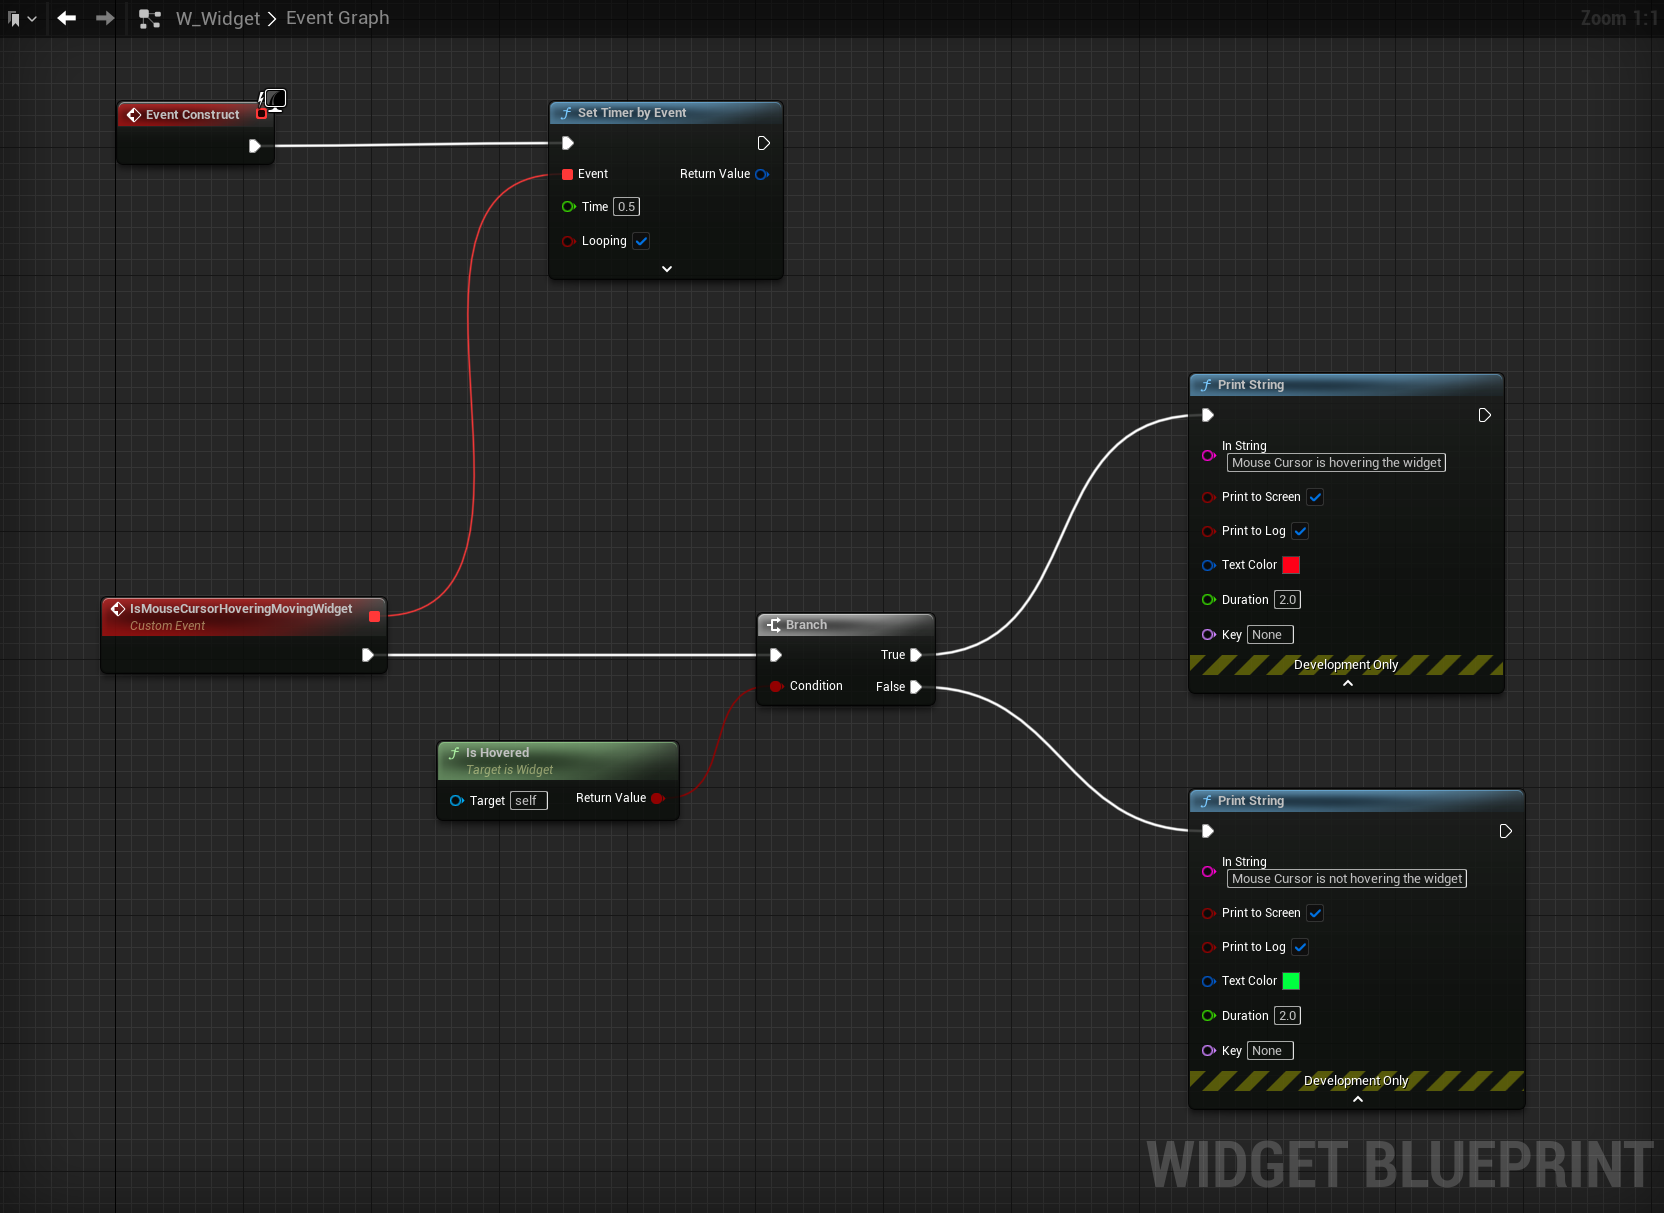 W_Widget > Event Graph
Zoom 1:1
Event Construct
Set Timer by Event
Event
Return Value
Time 0.5
Looping
IsMouseCursorHoveringMovingWidget
Custom Event
Branch
True
Condition
False
Is Hovered
Target is Widget
Target self
Return Value
Print String
In String
Mouse Cursor is hovering the widget
Print to Screen
Print to Log
Text Color
Duration 2.0
Key None
Development Only
Print String
In String
Mouse Cursor is not hovering the widget
Print to Screen
Print to Log
Text Color
Duration 2.0
Key None
Development Only
WIDGET BLUEPRINT